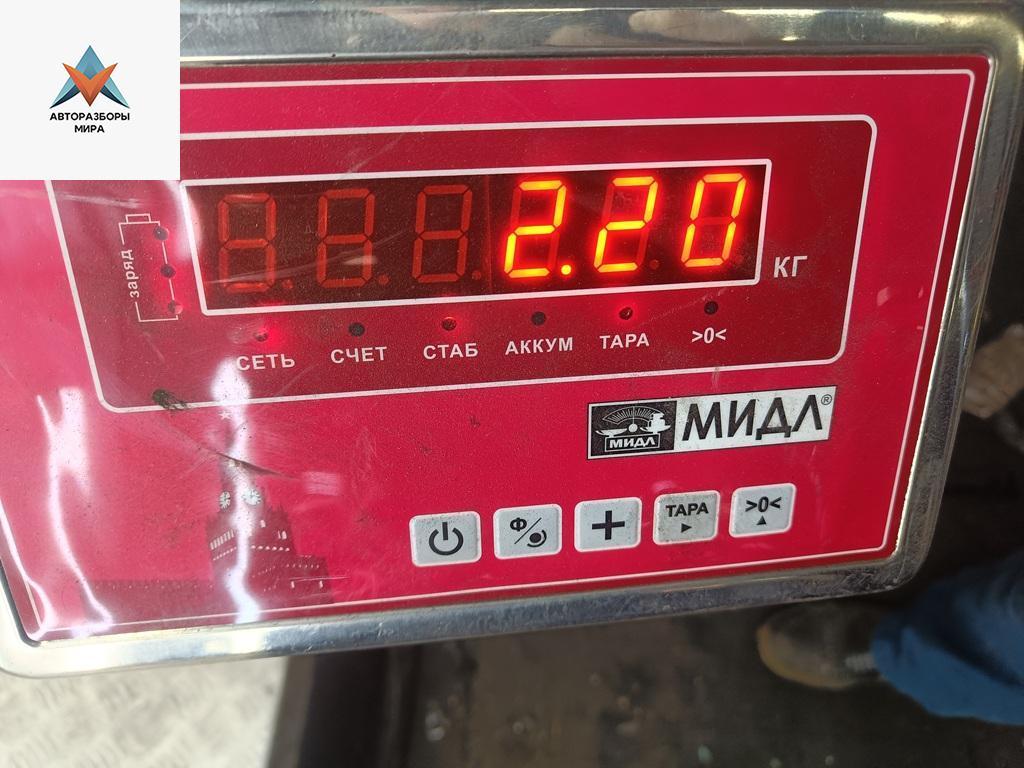 АВТОРАЗБОРЫ
МИРА
заряд
2.20
КГ
СЕТЬ СЧЕТ СТАБ АККУМ ТАРА >0<
МИДЛ МИДЛ®
Ф ТАРА >0<